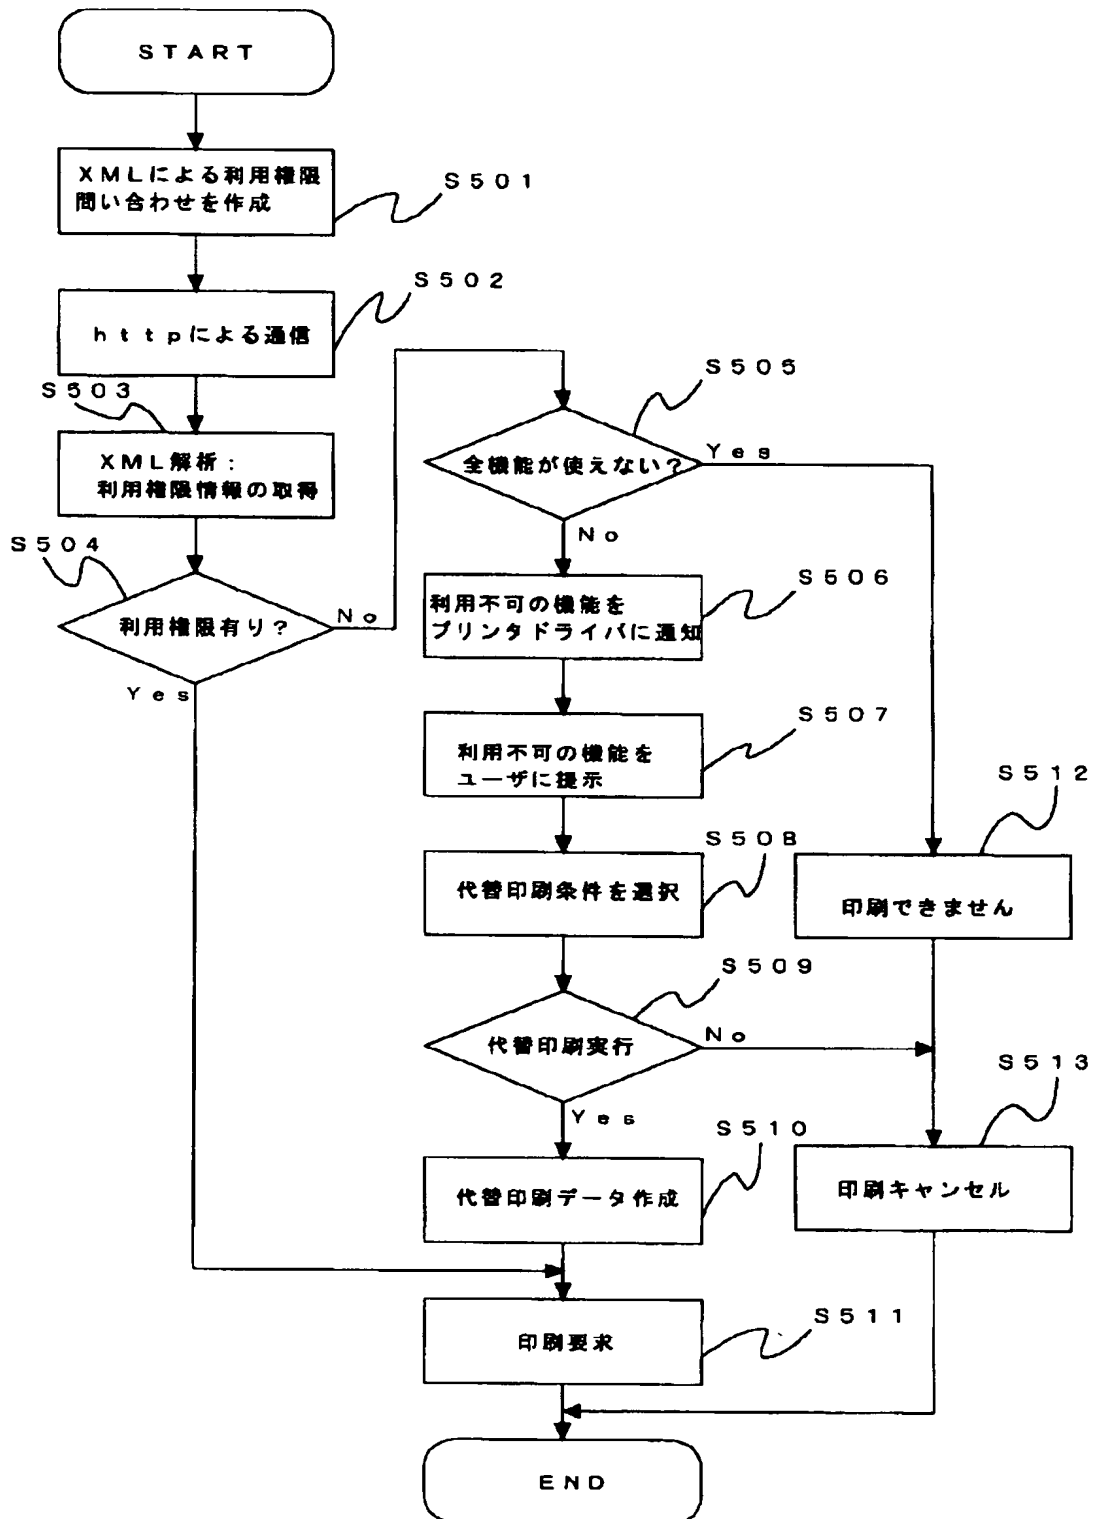 START
XMLによる利用権限
問い合わせを作成
S501
httpによる通信
S502
S503
XML解析：
利用権限情報の取得
S504
利用権限有り？
No
Yes
S505
全機能が使えない？
Yes
No
S506
利用不可の機能を
プリンタドライバに通知
S507
利用不可の機能を
ユーザに提示
S508
代替印刷条件を選択
S509
代替印刷実行
No
Yes
S510
代替印刷データ作成
S511
印刷要求
S512
印刷できません
S513
印刷キャンセル
END